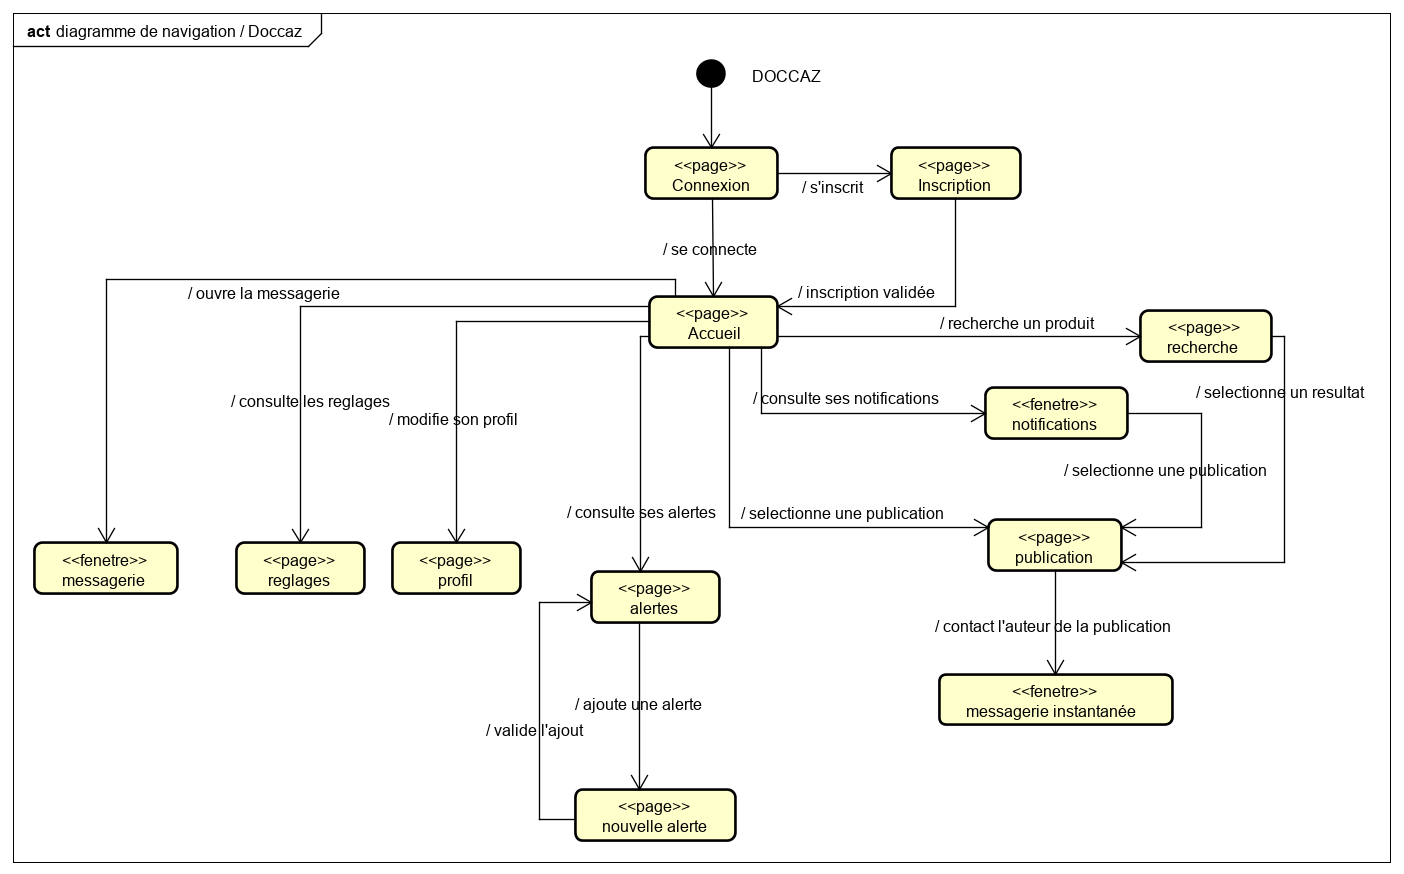 act diagramme de navigation / Doccaz
DOCCAZ
<<page>>
Connexion
<<page>>
Inscription
/ s'inscrit
/ se connecte
/ ouvre la messagerie
/ inscription validée
<<page>>
Accueil
/ recherche un produit
<<page>>
recherche
/ consulte les reglages
/ modifie son profil
/ consulte ses notifications
<<fenetre>>
notifications
/ selectionne un resultat
/ selectionne une publication
/ consulte ses alertes
/ selectionne une publication
<<page>>
publication
<<fenetre>>
messagerie
<<page>>
reglages
<<page>>
profil
<<page>>
alertes
/ contact l'auteur de la publication
<<fenetre>>
messagerie instantanée
/ ajoute une alerte
/ valide l'ajout
<<page>>
nouvelle alerte